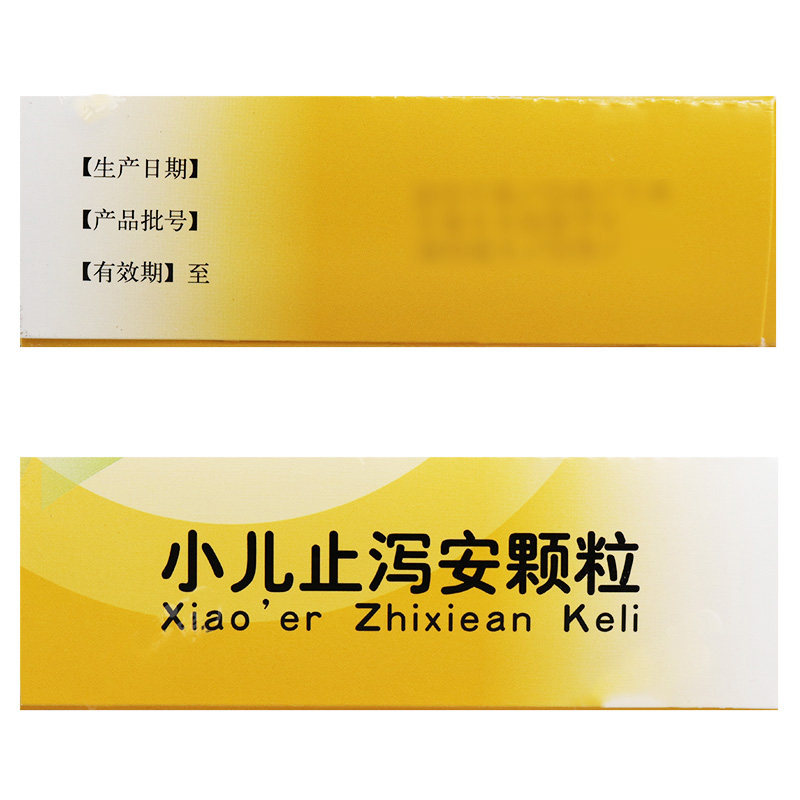 【生产日期】
【产品批号】
【有效期】至
小儿止泻安颗粒
Xiao'er Zhixiean Keli